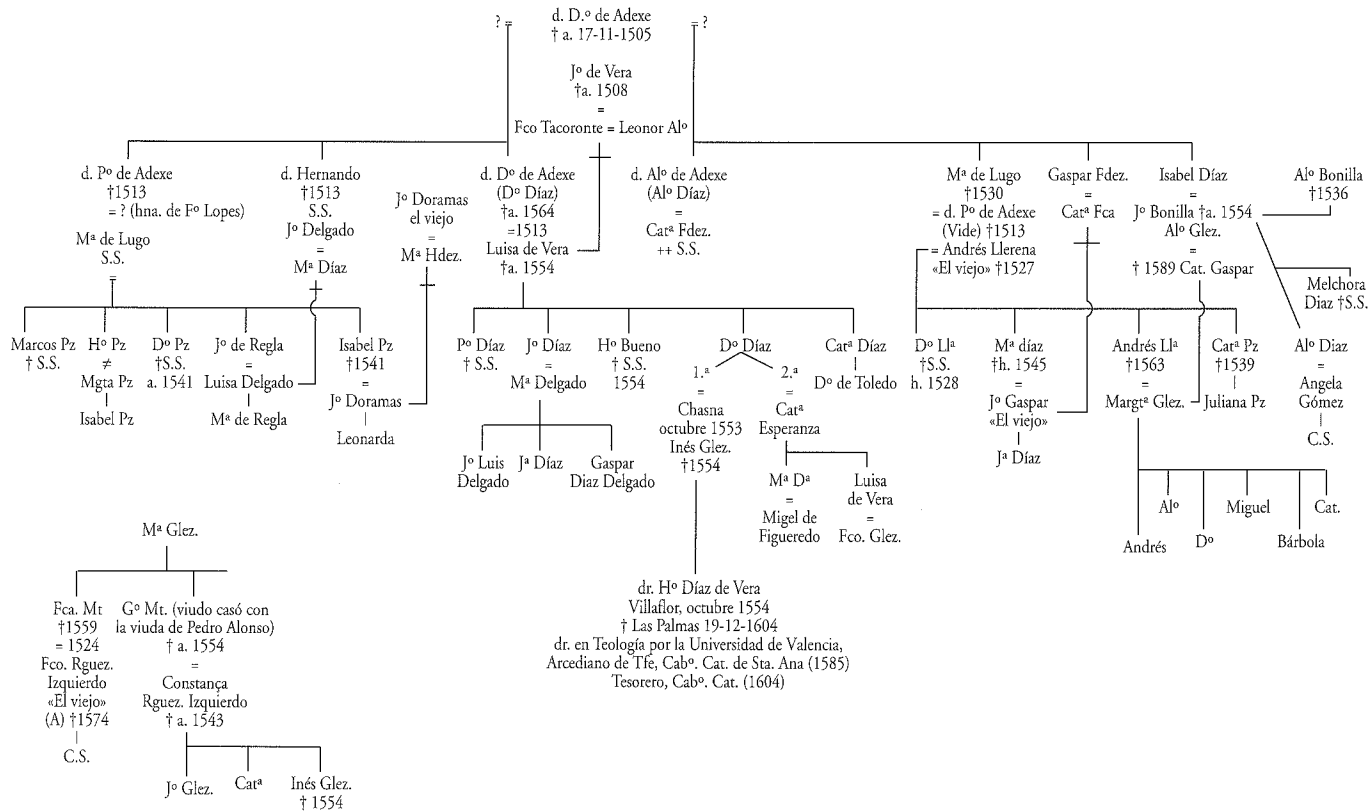 ? =
d. D.º de Adexe
† a. 17-11-1505
= ?
Jº de Vera
†a. 1508
=
Fco Tacoronte = Leonor Alº
d. Pº de Adexe
†1513
= ? (hna. de Fº Lopes)
Mª de Lugo
S.S.
=
d. Hernando
†1513
S.S.
Jº Delgado
=
Mª Díaz
Jº Doramas
el viejo
=
Mª Hdez.
d. Dº de Adexe
(Dº Díaz)
†a. 1564
=1513
Luisa de Vera
†a. 1554
d. Alº de Adexe
(Alº Díaz)
=
Catª Fdez.
++ S.S.
Mª de Lugo
†1530
= d. Pº de Adexe
(Vide) †1513
= Andrés Llerena
«El viejo» †1527
Gaspar Fdez.
=
Catª Fca
Isabel Díaz
=
Jº Bonilla †a. 1554
Alº Glez.
=
† 1589 Cat. Gaspar
Alº Bonilla
†1536
Melchora
Diaz †S.S.
Alº Diaz
=
Angela
Gómez
C.S.
Marcos Pz
† S.S.
Hº Pz
≠
Mgta Pz
Isabel Pz
Dº Pz
†S.S.
a. 1541
Jº de Regla
=
Luisa Delgado
Mª de Regla
Isabel Pz
†1541
=
Jº Doramas
Leonarda
Pº Díaz
† S.S.
Jº Díaz
=
Mª Delgado
Jº Luis
Delgado
Jª Díaz
Gaspar
Diaz Delgado
Hº Bueno
† S.S.
1554
Dº Díaz
1.ª
=
Chasna
octubre 1553
Inés Glez.
†1554
2.ª
=
Catª
Esperanza
Mª Dª
=
Migel de
Figueredo
Luisa
de Vera
=
Fco. Glez.
Catª Díaz
Dº de Toledo
Dº Llª
†S.S.
h. 1528
Mª díaz
†h. 1545
=
Jº Gaspar
«El viejo»
Jª Díaz
Andrés Llª
†1563
=
Margtª Glez.
Catª Pz
†1539
Juliana Pz
Andrés
Alº
Dº
Miguel
Bárbola
Cat.
dr. Hº Díaz de Vera
Villaflor, octubre 1554
† Las Palmas 19-12-1604
dr. en Teología por la Universidad de Valencia,
Arcediano de Tfe, Cabº. Cat. de Sta. Ana (1585)
Tesorero, Cabº. Cat. (1604)
Mª Glez.
Fca. Mt
†1559
= 1524
Fco. Rguez.
Izquierdo
«El viejo»
(A) †1574
C.S.
Gº Mt. (viudo casó con
la viuda de Pedro Alonso)
† a. 1554
=
Constança
Rguez. Izquierdo
† a. 1543
Jº Glez.
Catª
Inés Glez.
† 1554